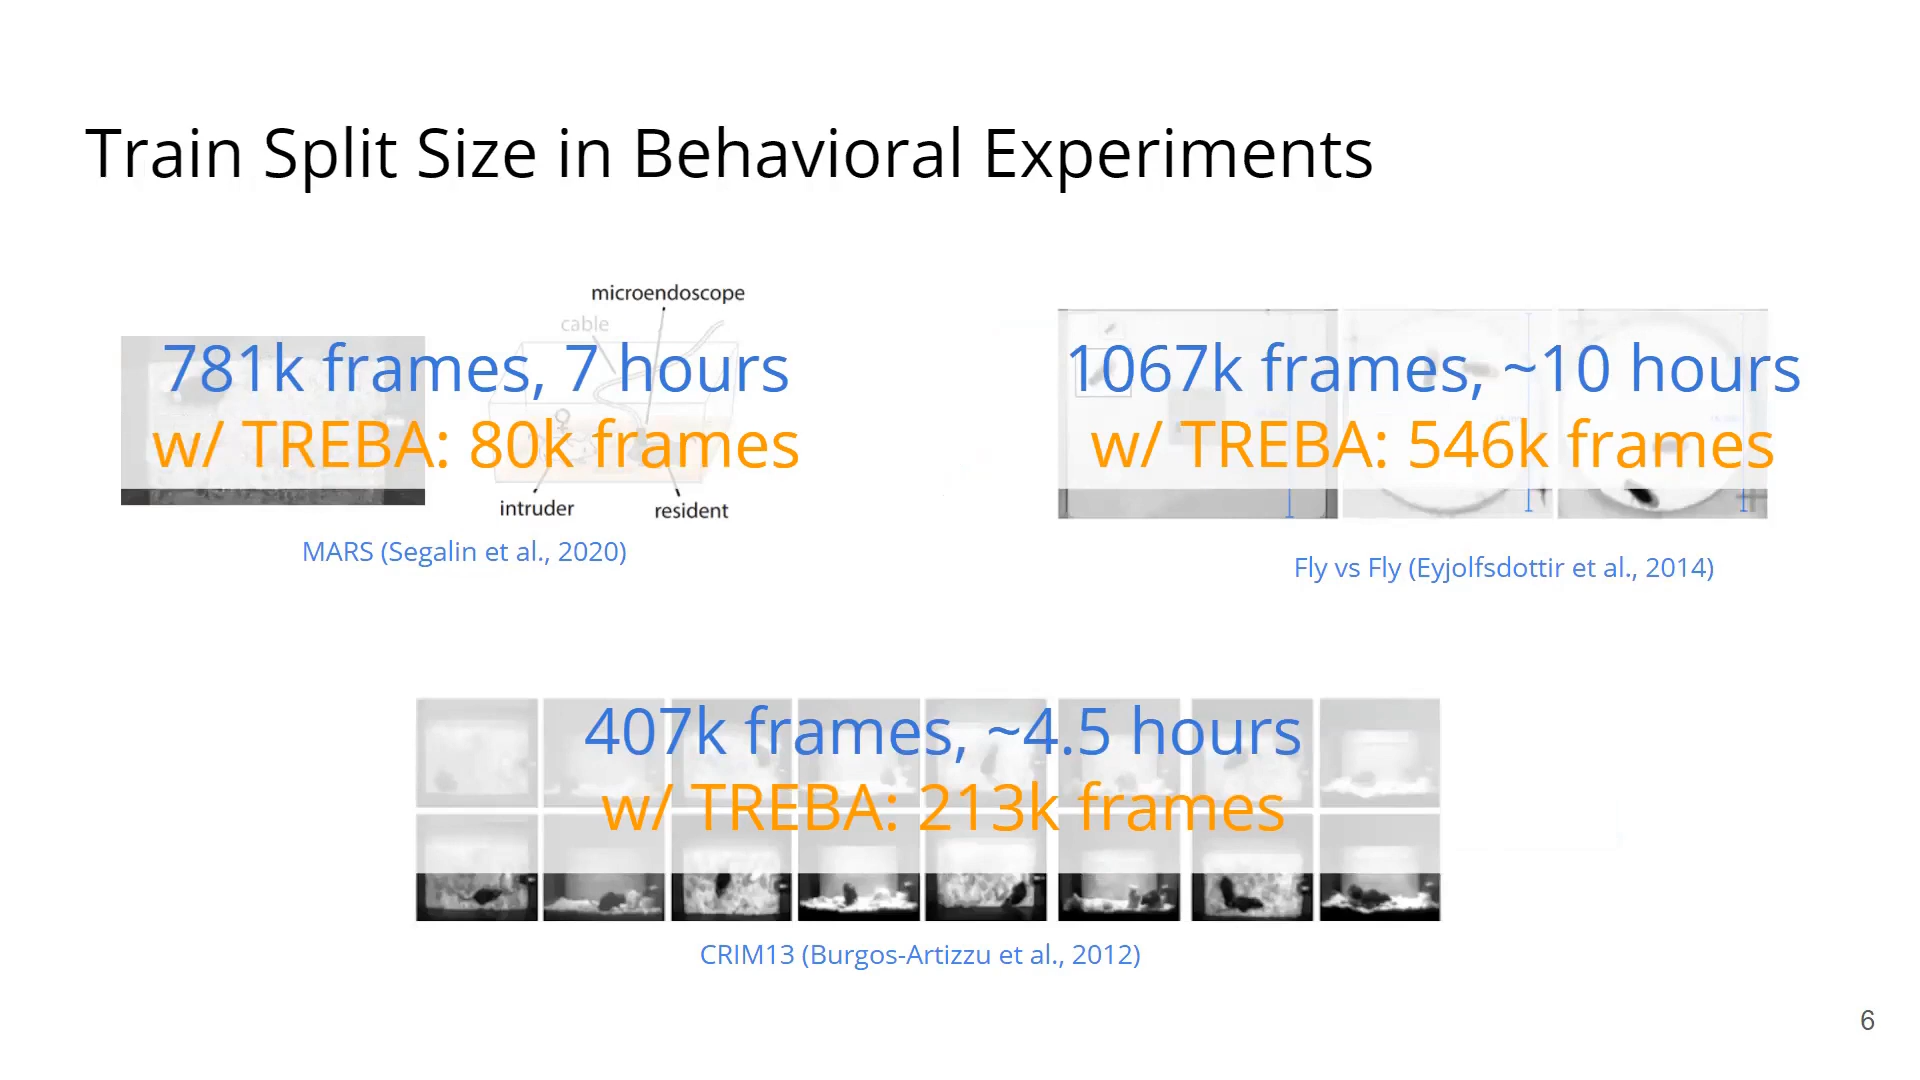 Train Split Size in Behavioral Experiments
microendoscope
cable
781k frames, 7 hours
w/ TREBA: 80k frames
intruder
resident
MARS (Segalin et al., 2020)
1067k frames, ~10 hours
w/ TREBA: 546k frames
Fly vs Fly (Eyjolfsdottir et al., 2014)
407k frames, ~4.5 hours
w/ TREBA: 213k frames
CRIM13 (Burgos-Artizzu et al., 2012)
6